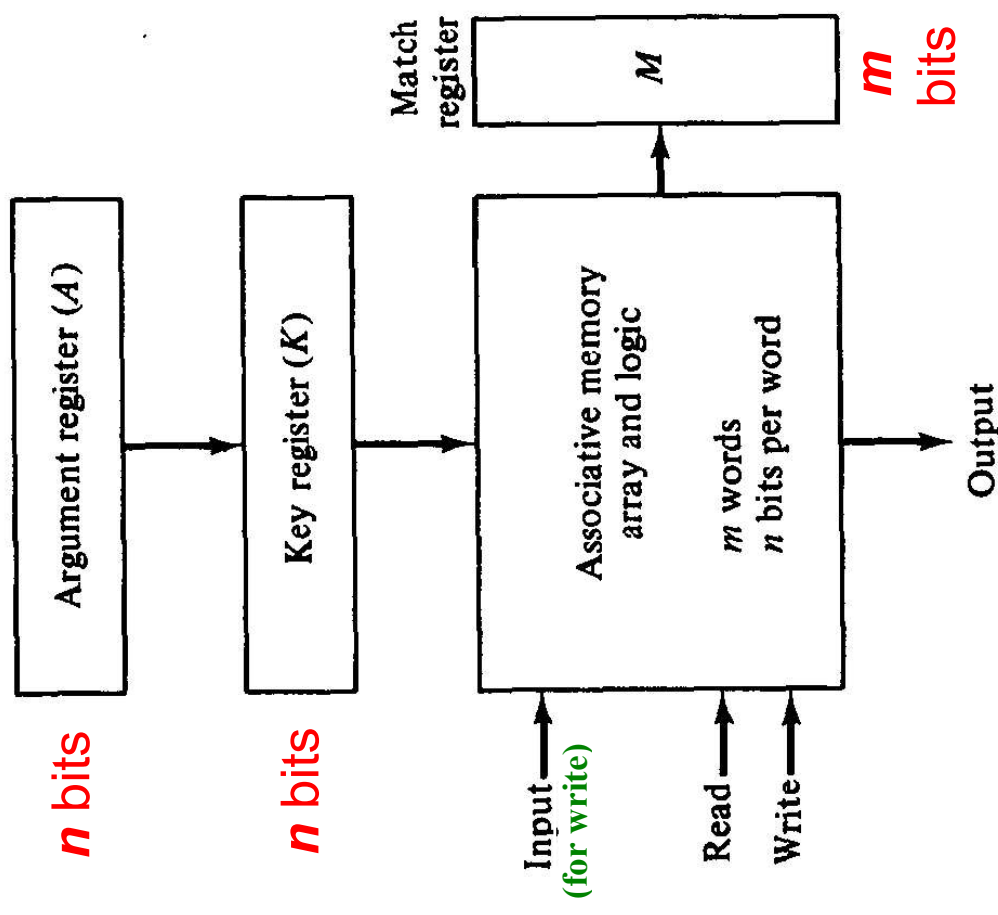 Argument register (A)
n bits
Key register (K)
n bits
Match
register
M
m
bits
Associative memory
array and logic
m words
n bits per word
Input
(for write)
Read
Write
Output